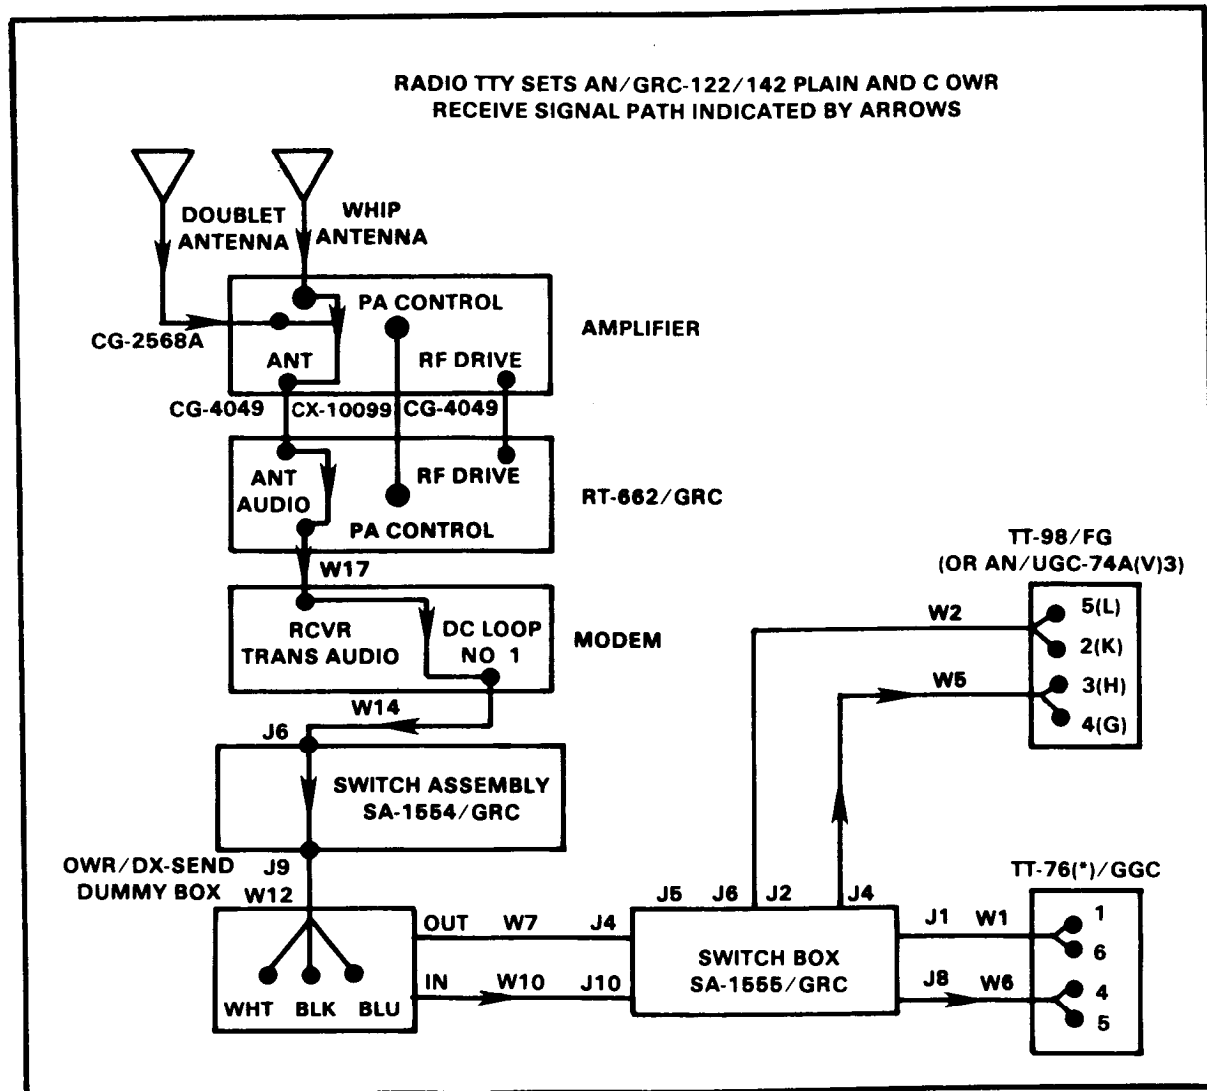 RADIO TTY SETS AN/GRC-122/142 PLAIN AND C OWR
RECEIVE SIGNAL PATH INDICATED BY ARROWS
DOUBLET
ANTENNA
WHIP
ANTENNA
PA CONTROL
CG-2568A
AMPLIFIER
ANT
RF DRIVE
CG-4049
CX-10099
CG-4049
ANT
AUDIO
RF DRIVE
RT-662/GRC
PA CONTROL
W17
RCVR
TRANS AUDIO
DC LOOP
NO 1
MODEM
W14
J6
SWITCH ASSEMBLY
SA-1554/GRC
J9
OWR/DX-SEND
DUMMY BOX
W12
WHT
BLK
BLU
OUT
W7
J4
IN
W10
J10
J5
J6
J2
J4
SWITCH BOX
SA-1555/GRC
J1
W1
J8
W6
TT-98/FG
(OR AN/UGC-74A(V)3)
W2
5(L)
2(K)
W5
3(H)
4(G)
TT-76(*)/GGC
1
6
4
5